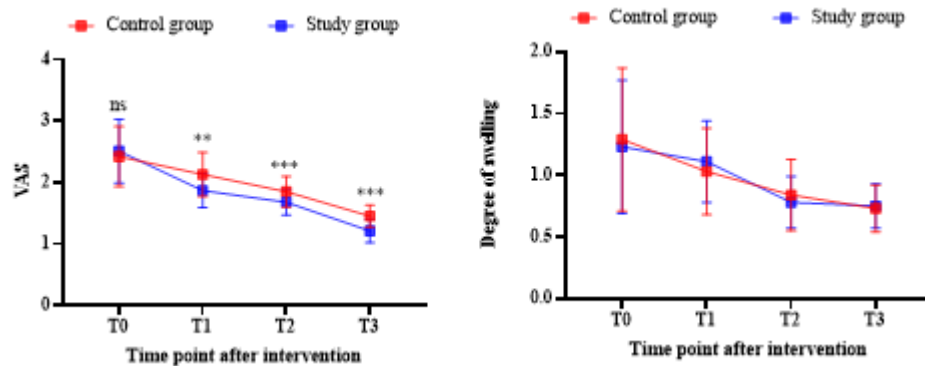 Control group Study group
VAS
4
3
2
1
0
ns
**
***
***
T0 T1 T2 T3
Time point after intervention
Control group Study group
Degree of swelling
2.0
1.5
1.0
0.5
0.0
T0 T1 T2 T3
Time point after intervention